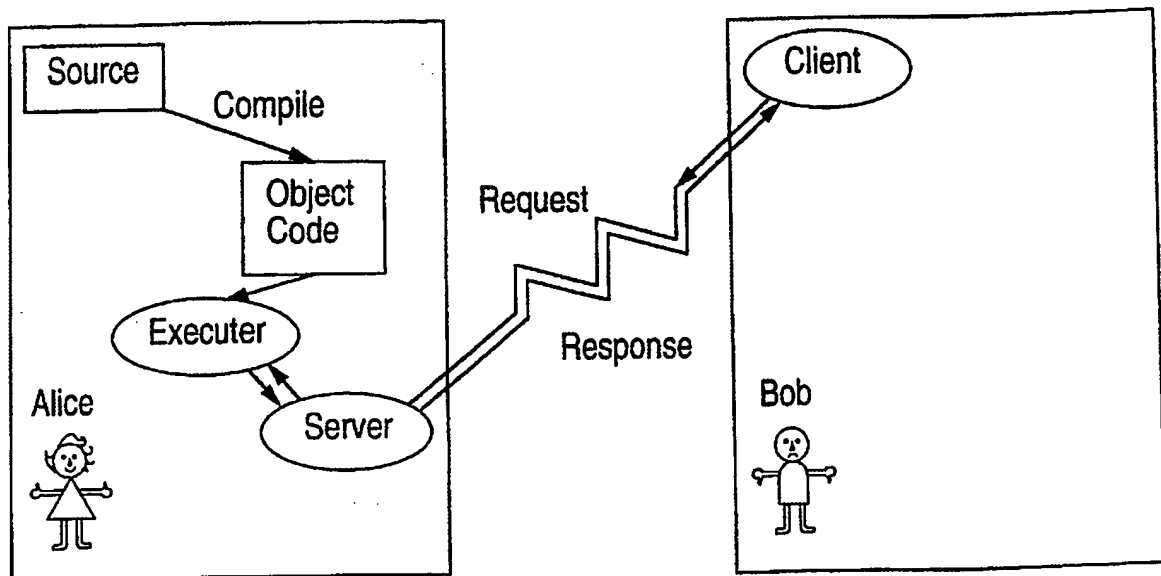 Source
Compile
Object
Code
Executer
Server
Alice
Request
Response
Client
Bob